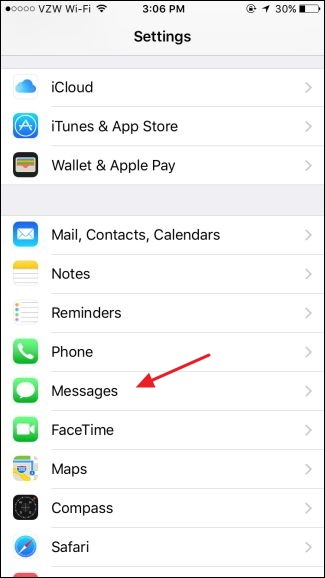 VZW Wi-Fi 3:06 PM 30%
Settings
iCloud
iTunes & App Store
Wallet & Apple Pay
Mail, Contacts, Calendars
Notes
Reminders
Phone
Messages
FaceTime
Maps
Compass
Safari